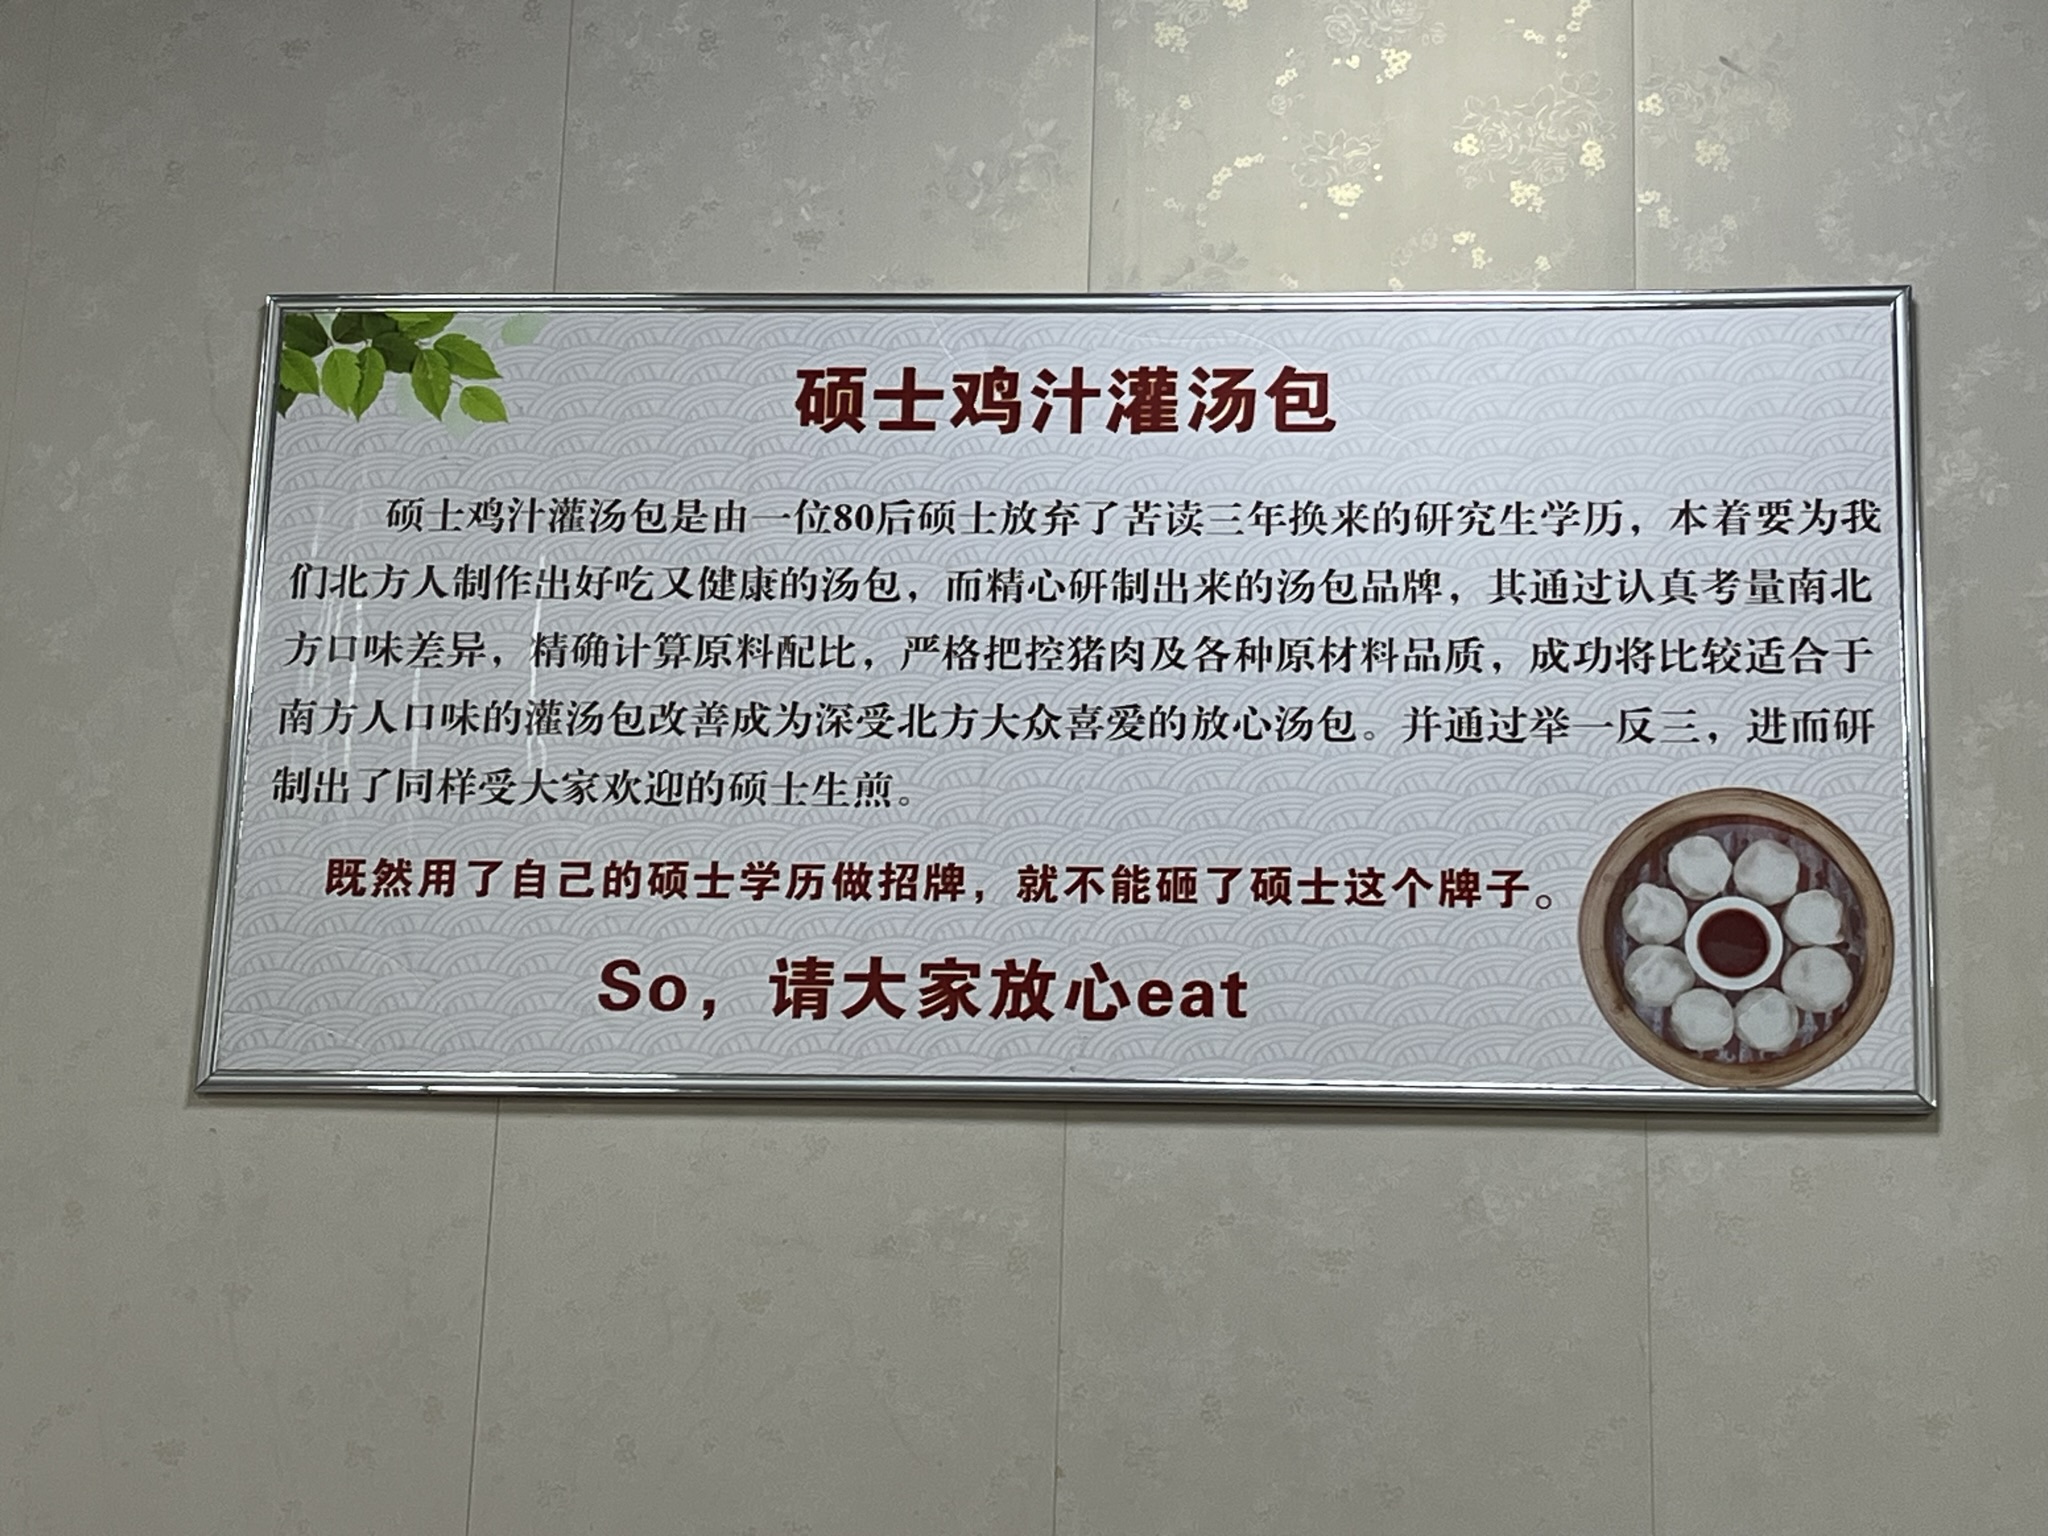 硕士鸡汁灌汤包
硕士鸡汁灌汤包是由一位80后硕士放弃了苦读三年换来的研究生学历，本着要为我
们北方人制作出好吃又健康的汤包，而精心研制出来的汤包品牌，其通过认真考量南北
方口味差异，精确计算原料配比，严格把控猪肉及各种原材料品质，成功将比较适合于
南方人口味的灌汤包改善成为深受北方大众喜爱的放心汤包。并通过举一反三，进而研
制出了同样受大家欢迎的硕士生煎。
既然用了自己的硕士学历做招牌，就不能砸了硕士这个牌子。
So，请大家放心eat